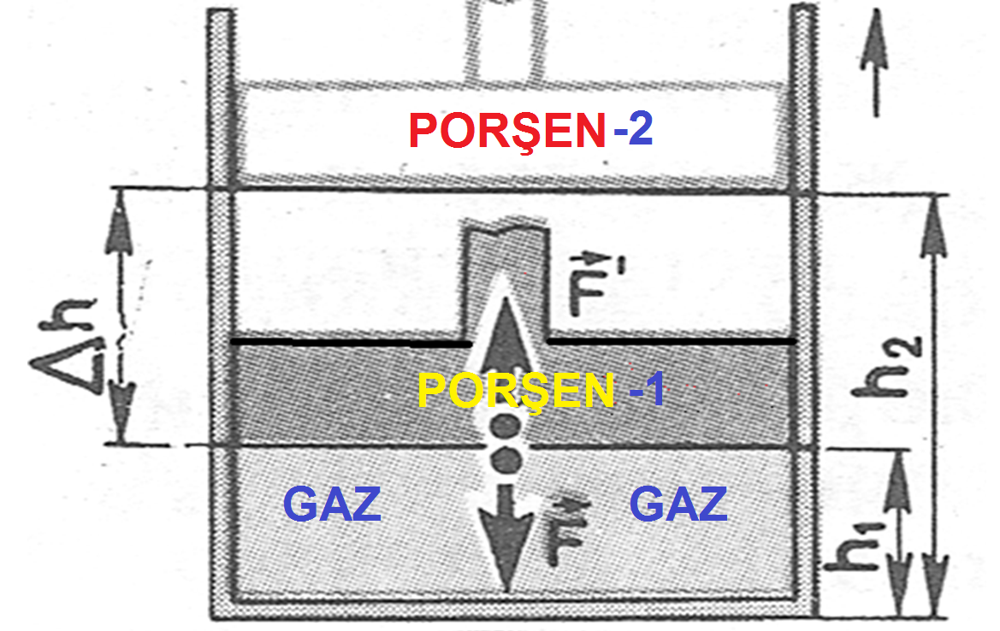 PORŞEN -2
F'
Δh
h2
PORŞEN -1
GAZ GAZ
F
h1